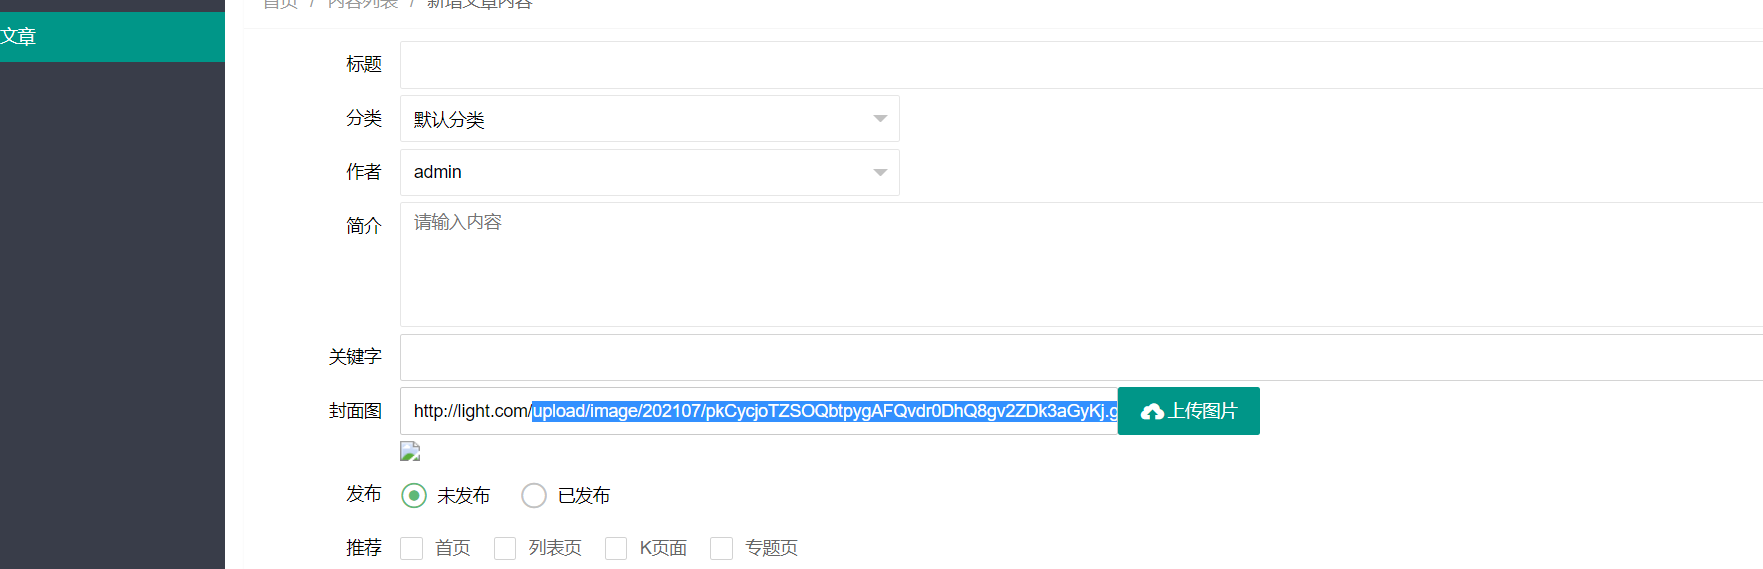 首页 / 内容列表 / 新增文章内容
文章
标题
分类 默认分类
作者 admin
简介 请输入内容
关键字
封面图 http://light.com/upload/image/202107/pkCycjoTZSOQbtpygAFQvdr0DhQ8gv2ZDk3aGyKj.g 上传图片
发布 未发布 已发布
推荐 首页 列表页 K页面 专题页